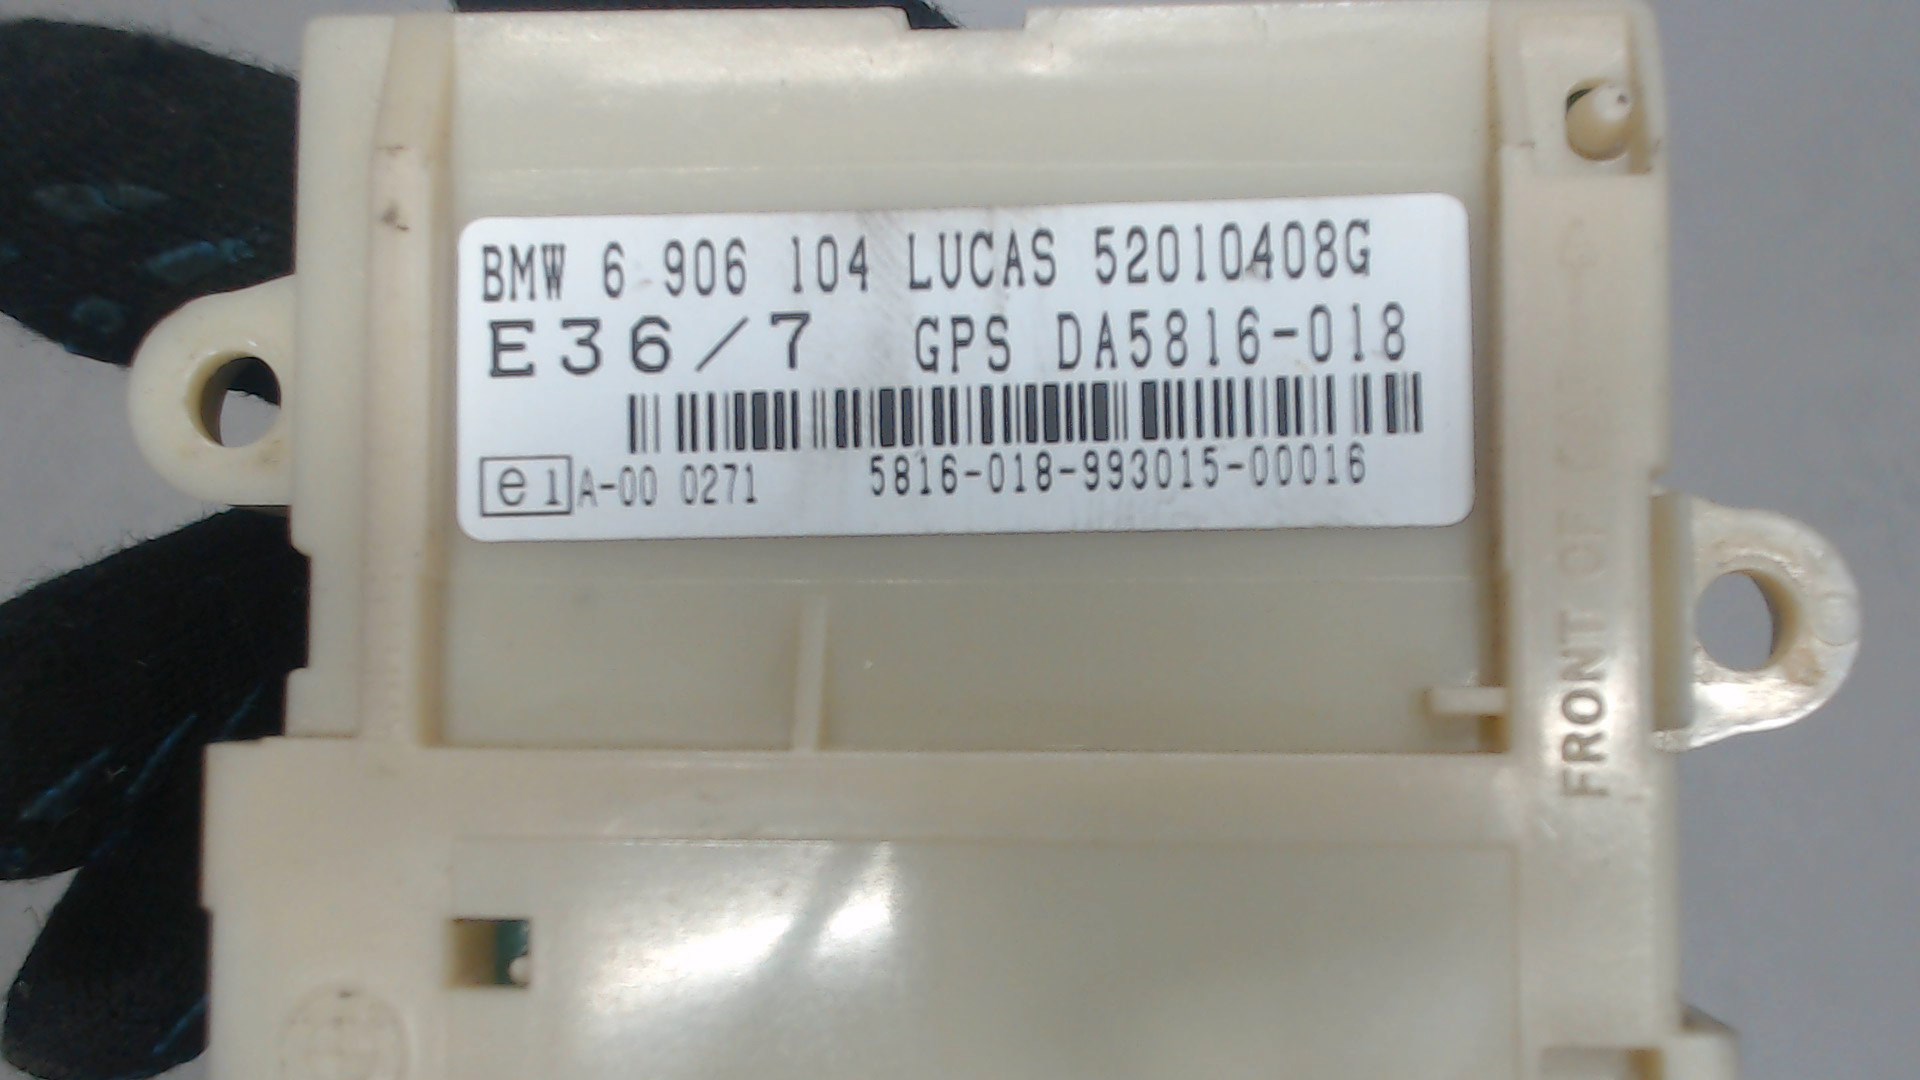 BMW 6 906 104 LUCAS 52010408G
E36/7 GPS DA5816-018
e1 A-00 0271 5816-018-993015-00016
FRONT OF